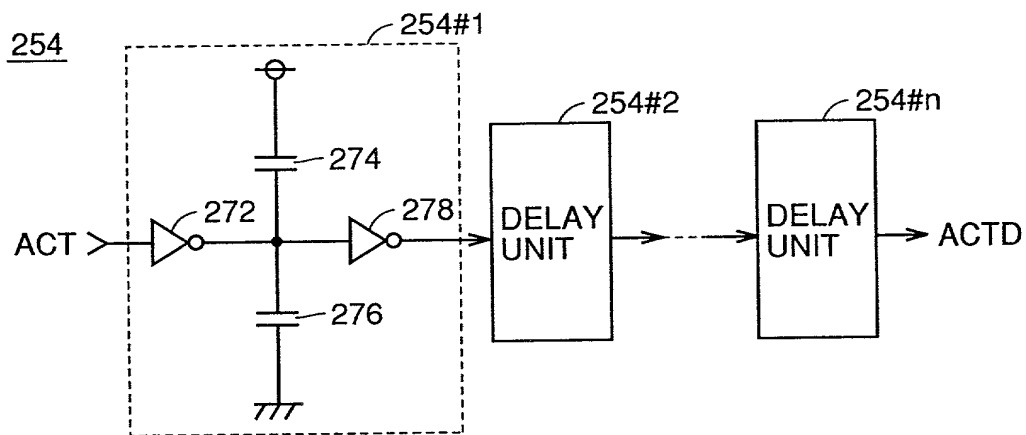 254
254#1
254#2
254#n
274
272
278
ACT
DELAY
UNIT
DELAY
UNIT
ACTD
276